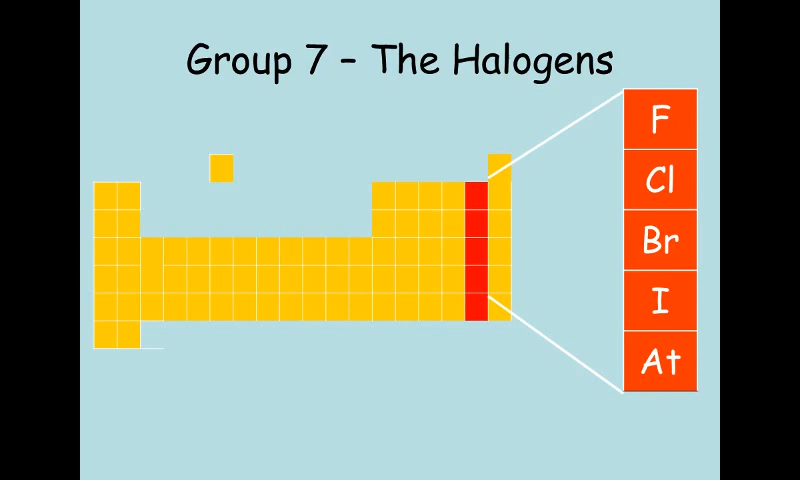 Group 7 – The Halogens
F
Cl
Br
I
At